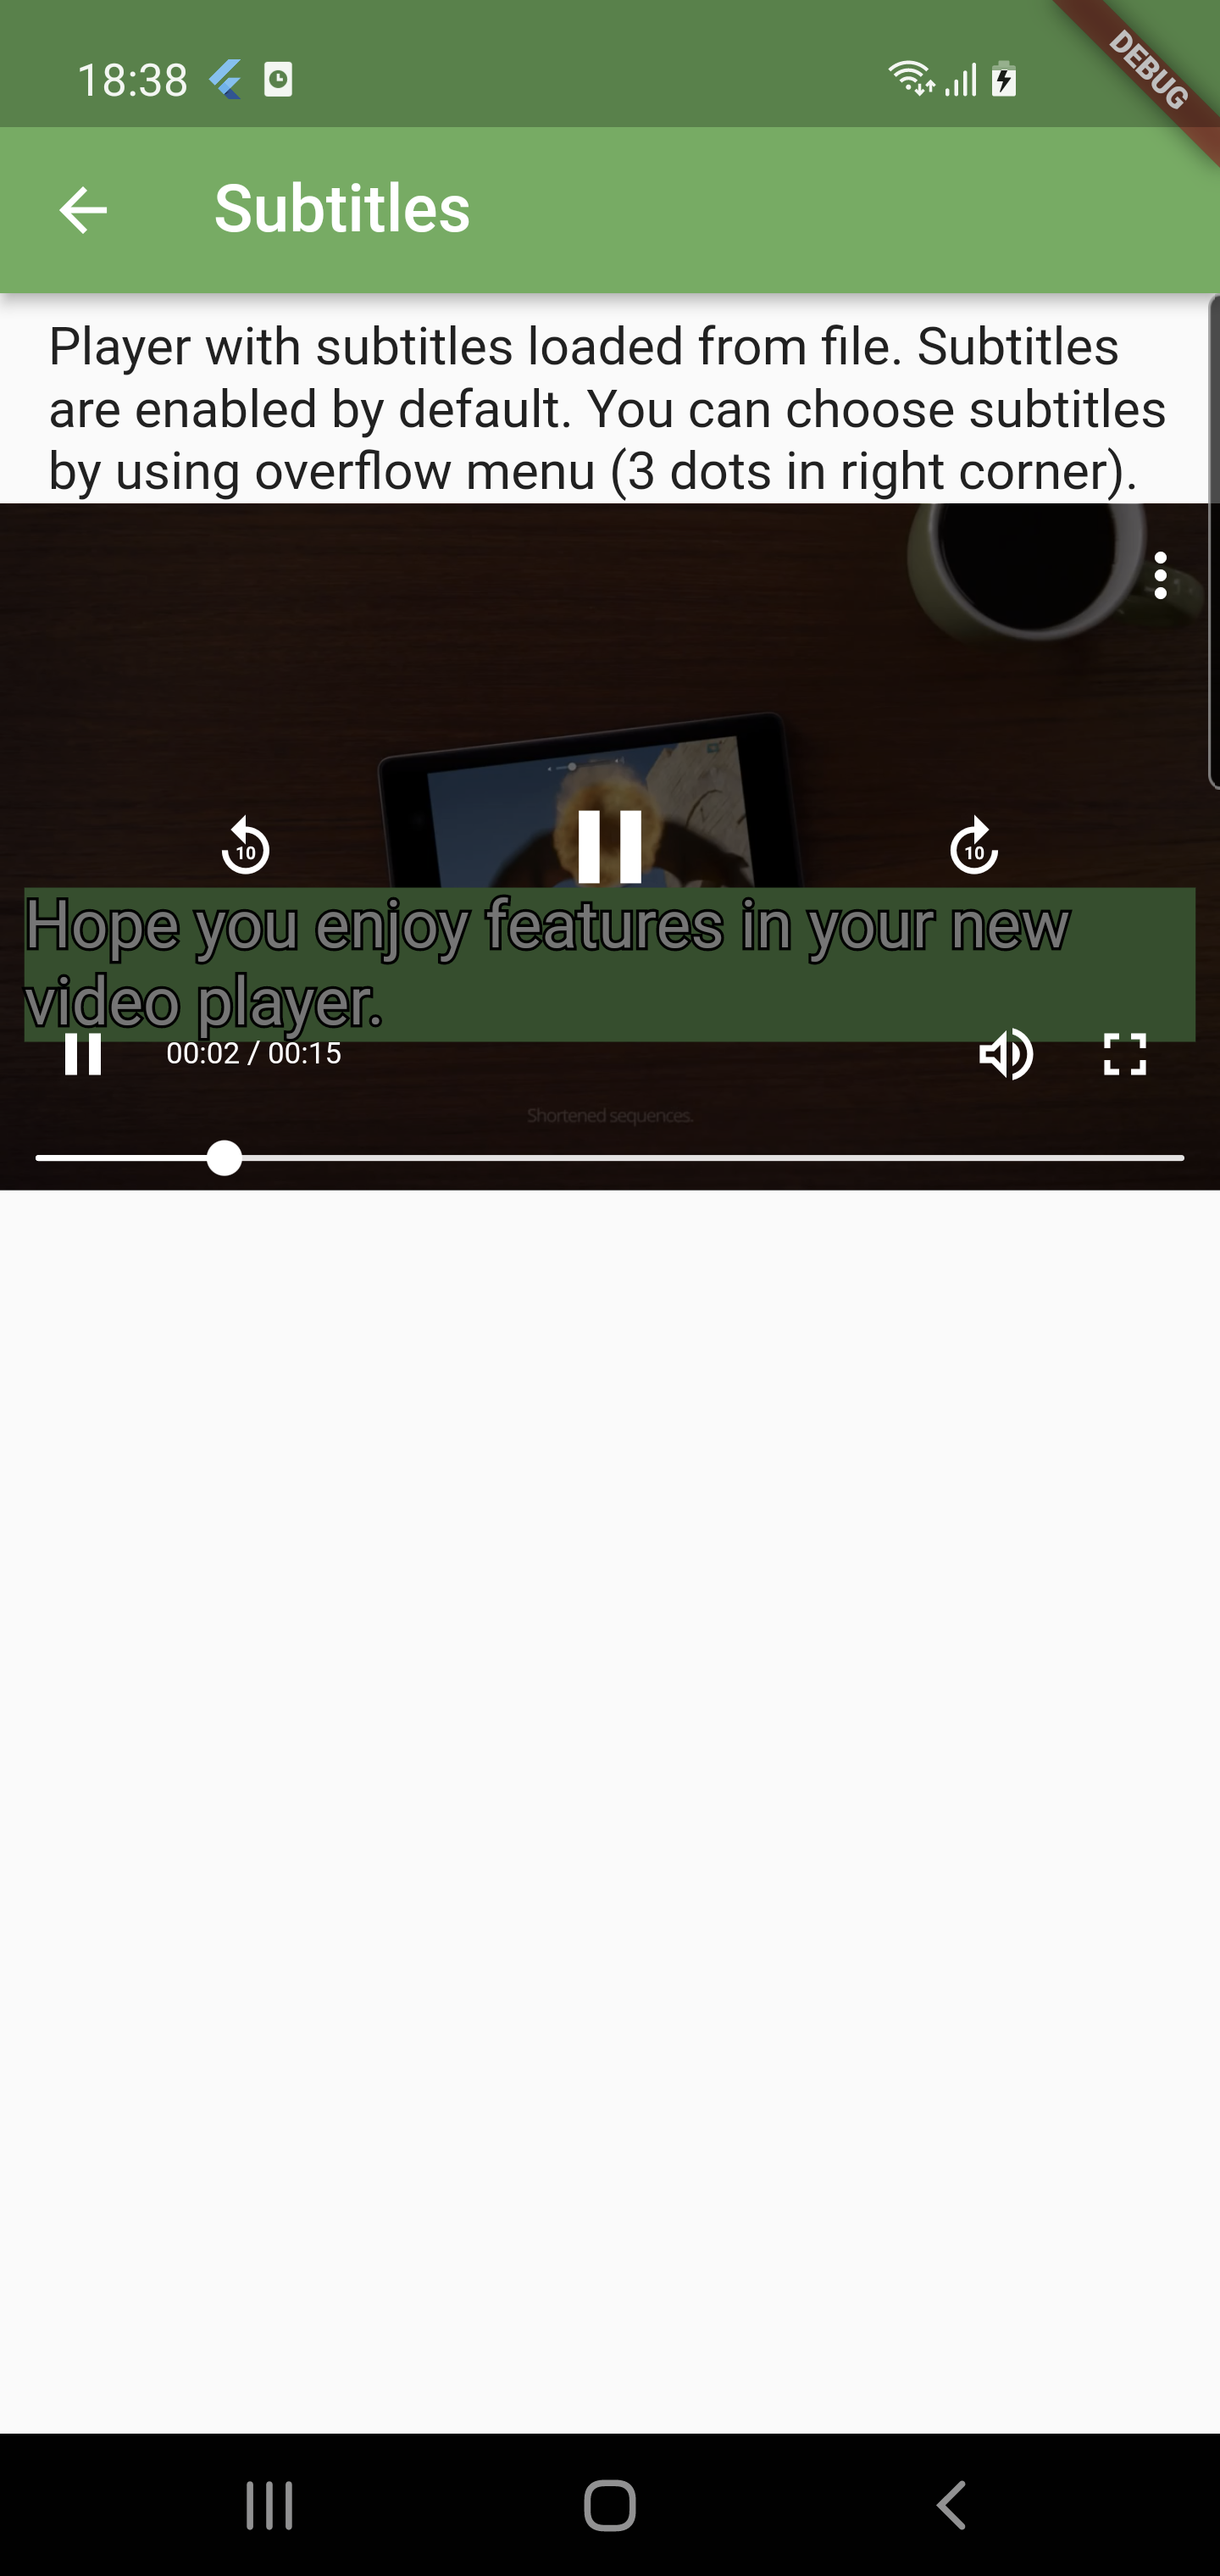 18:38
DEBUG
Subtitles
Player with subtitles loaded from file. Subtitles
are enabled by default. You can choose subtitles
by using overflow menu (3 dots in right corner).
10
10
Hope you enjoy features in your new
video player.
00:02 / 00:15
Shortened sequences.